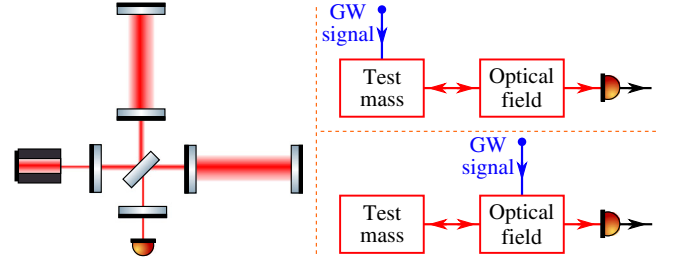 GW
signal
Test
mass
Optical
field
GW
signal
Test
mass
Optical
field